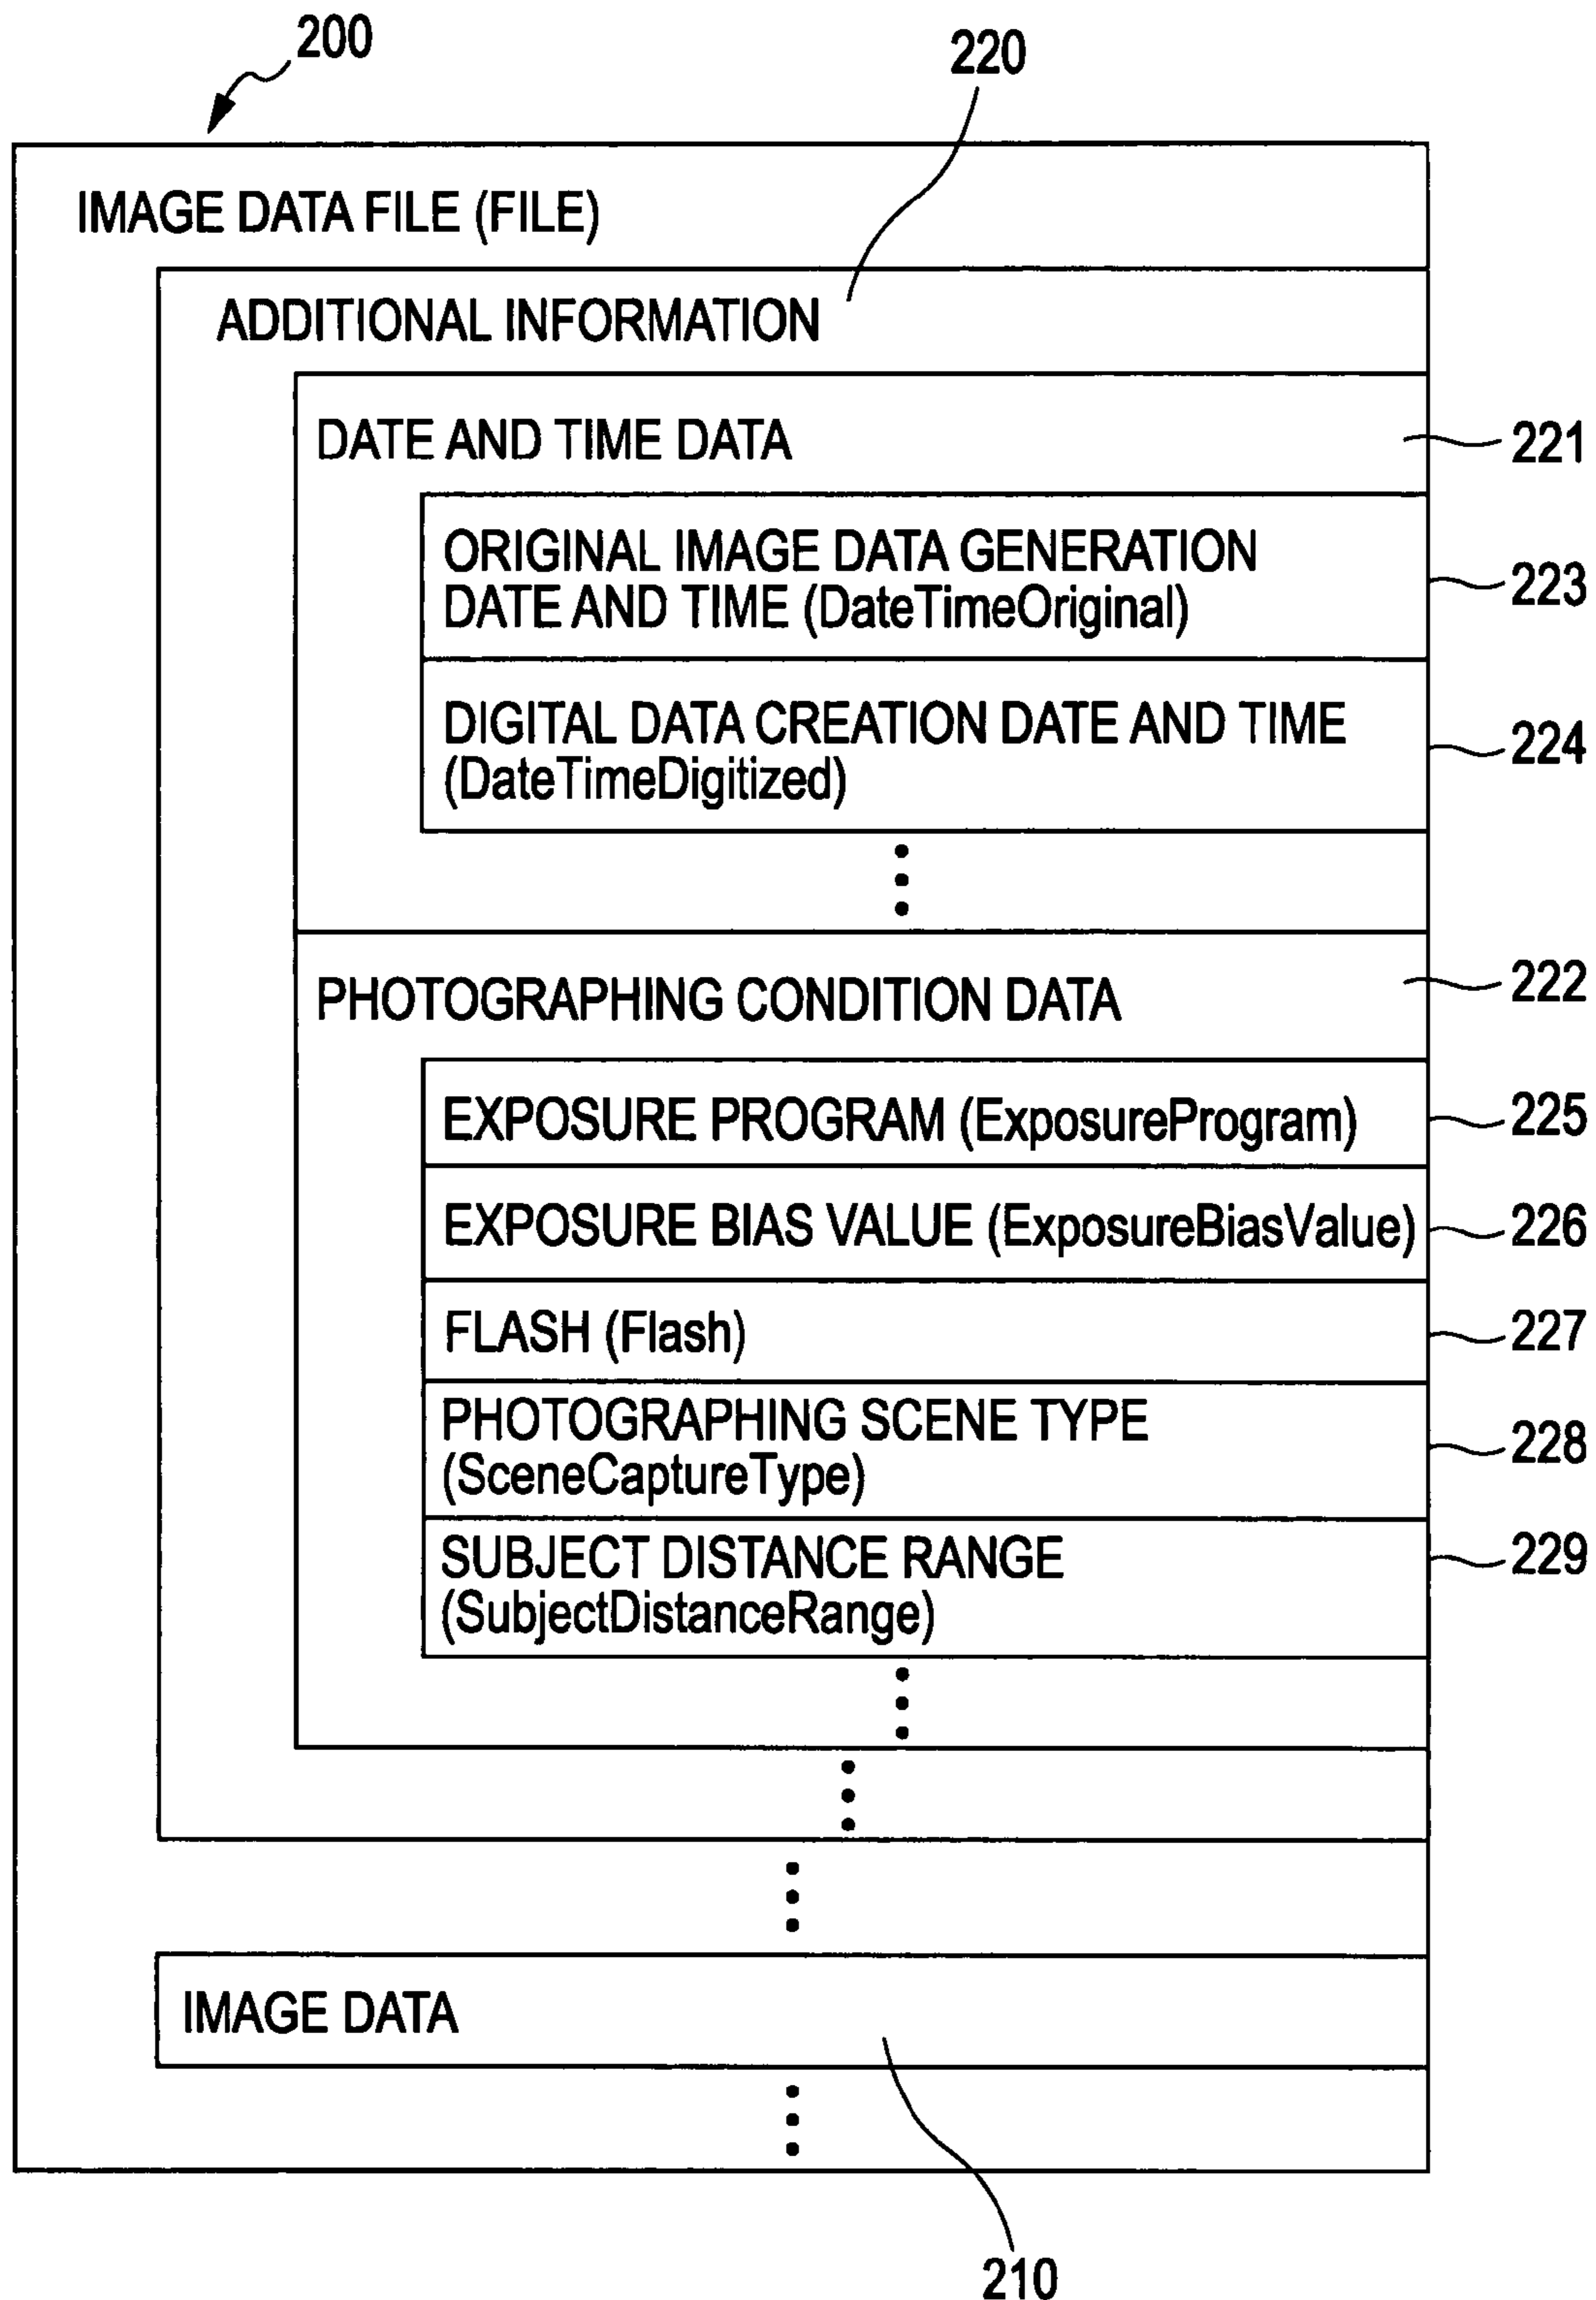 200
220
IMAGE DATA FILE (FILE)
ADDITIONAL INFORMATION
DATE AND TIME DATA
221
ORIGINAL IMAGE DATA GENERATION
DATE AND TIME (DateTimeOriginal)
223
DIGITAL DATA CREATION DATE AND TIME
(DateTimeDigitized)
224
PHOTOGRAPHING CONDITION DATA
222
EXPOSURE PROGRAM (ExposureProgram)
225
EXPOSURE BIAS VALUE (ExposureBiasValue)
226
FLASH (Flash)
227
PHOTOGRAPHING SCENE TYPE
(SceneCaptureType)
228
SUBJECT DISTANCE RANGE
(SubjectDistanceRange)
229
IMAGE DATA
210